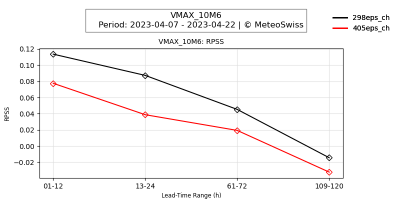 VMAX_10M6
Period: 2023-04-07 - 2023-04-22 | © MeteoSwiss
298eps_ch
405eps_ch
VMAX_10M6: RPSS
0.12
0.10
0.08
0.06
0.04
0.02
0.00
−0.02
RPSS
01-12
13-24
61-72
109-120
Lead-Time Range (h)